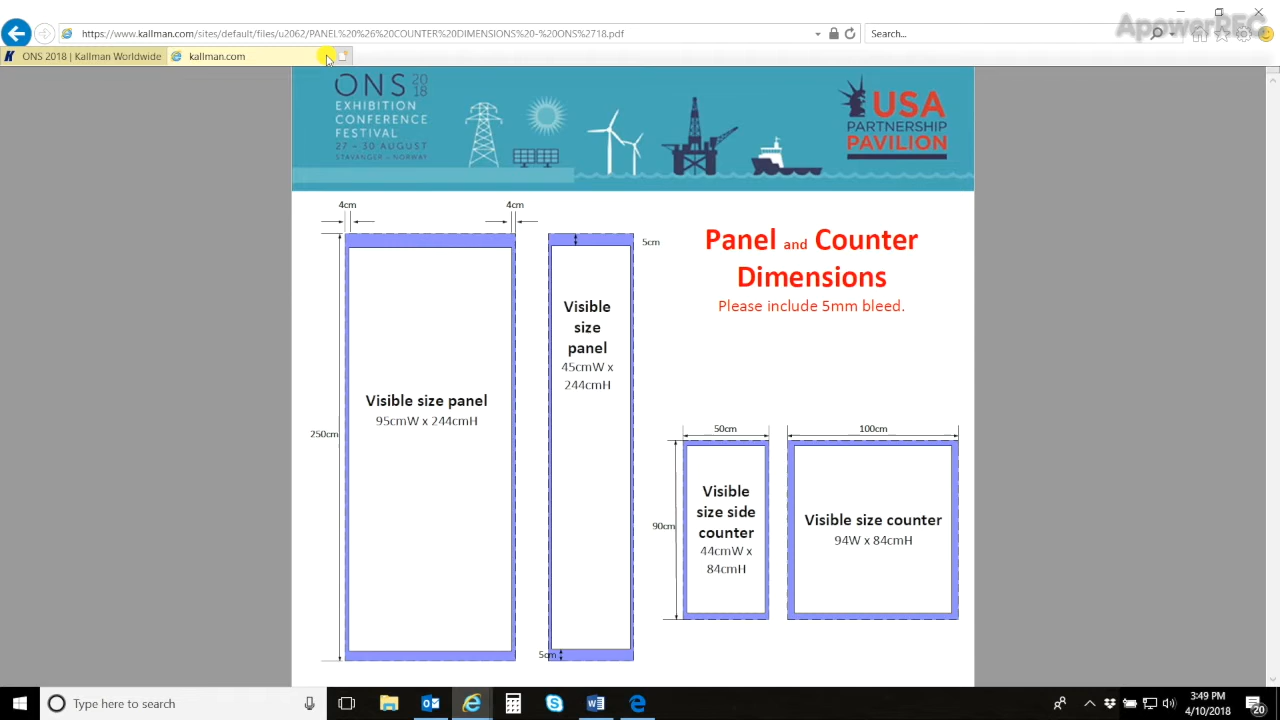 ApowerREC
https://www.kallman.com/sites/default/files/u2062/PANEL%20%26%20COUNTER%20DIMENSIONS%20-%20ONS%2718.pdf
Search...
ONS 2018 | Kallman Worldwide
kallman.com
ONS 2018
EXHIBITION
CONFERENCE
FESTIVAL
27 – 30 AUGUST
STAVANGER – NORWAY
USA
PARTNERSHIP
PAVILION
4cm
4cm
5cm
Panel and Counter
Dimensions
Please include 5mm bleed.
Visible
size
panel
45cmW x
244cmH
Visible size panel
95cmW x 244cmH
250cm
50cm
100cm
Visible
size side
counter
44cmW x
84cmH
Visible size counter
94W x 84cmH
90cm
5cm
Type here to search
3:49 PM
4/10/2018
20